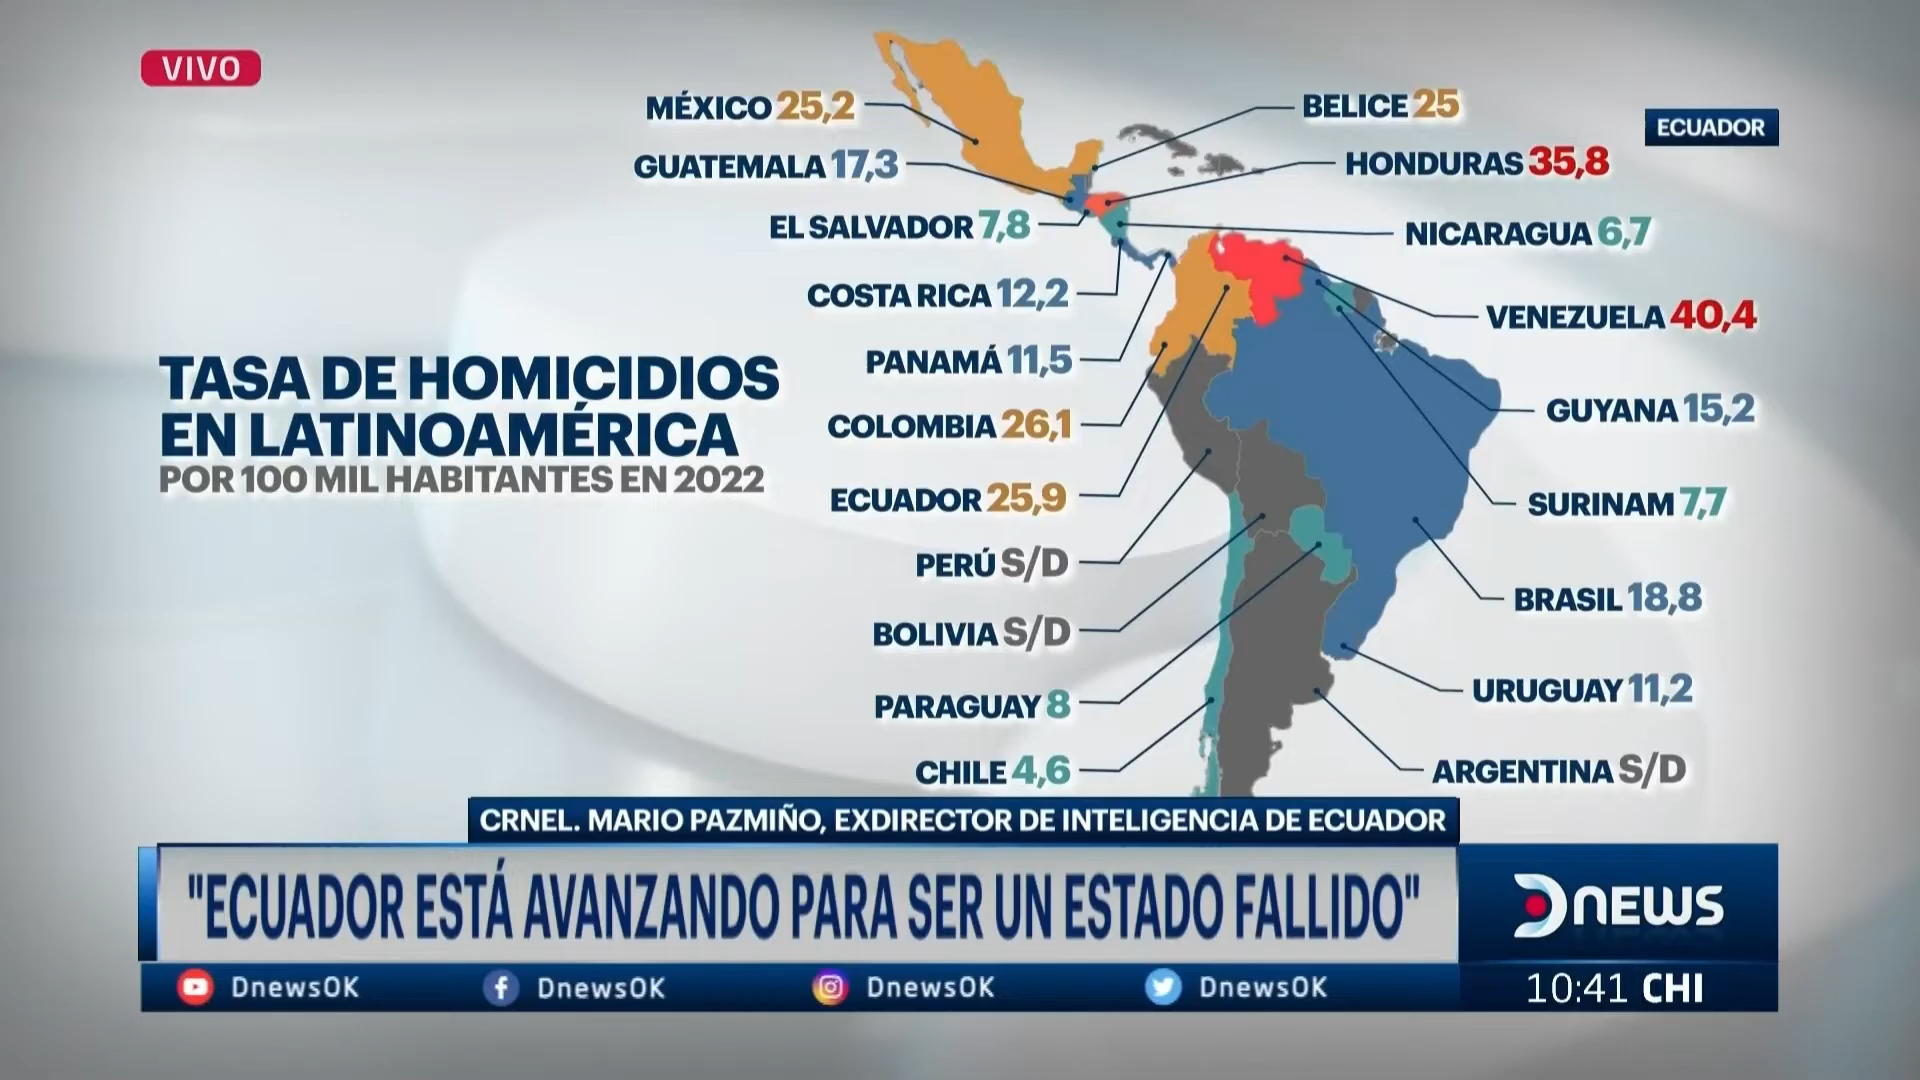 VIVO
ECUADOR
TASA DE HOMICIDIOS
EN LATINOAMÉRICA
POR 100 MIL HABITANTES EN 2022
MÉXICO 25,2
GUATEMALA 17,3
EL SALVADOR 7,8
COSTA RICA 12,2
PANAMÁ 11,5
COLOMBIA 26,1
ECUADOR 25,9
PERÚ S/D
BOLIVIA S/D
PARAGUAY 8
CHILE 4,6
BELICE 25
HONDURAS 35,8
NICARAGUA 6,7
VENEZUELA 40,4
GUYANA 15,2
SURINAM 7,7
BRASIL 18,8
URUGUAY 11,2
ARGENTINA S/D
CRNEL. MARIO PAZMIÑO, EXDIRECTOR DE INTELIGENCIA DE ECUADOR
"ECUADOR ESTÁ AVANZANDO PARA SER UN ESTADO FALLIDO"
DNEWS
DnewsOK
DnewsOK
DnewsOK
DnewsOK
10:41 CHI